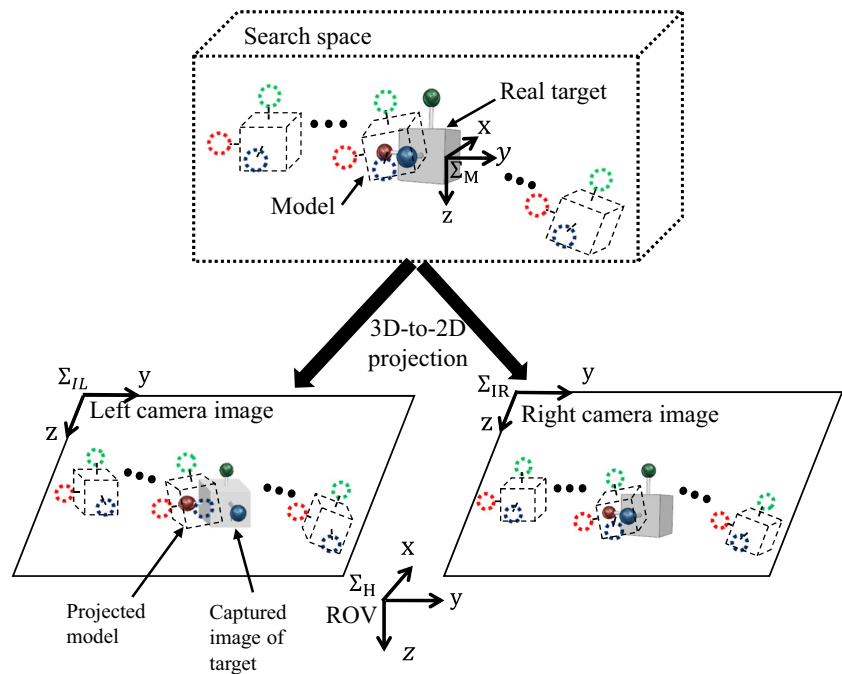 Search space
Real target
x
y
Σ_M
z
Model
3D-to-2D
projection
Σ_IL
y
Left camera image
z
Σ_IR
y
Right camera image
z
x
Σ_H
y
ROV
z
Projected
model
Captured
image of
target